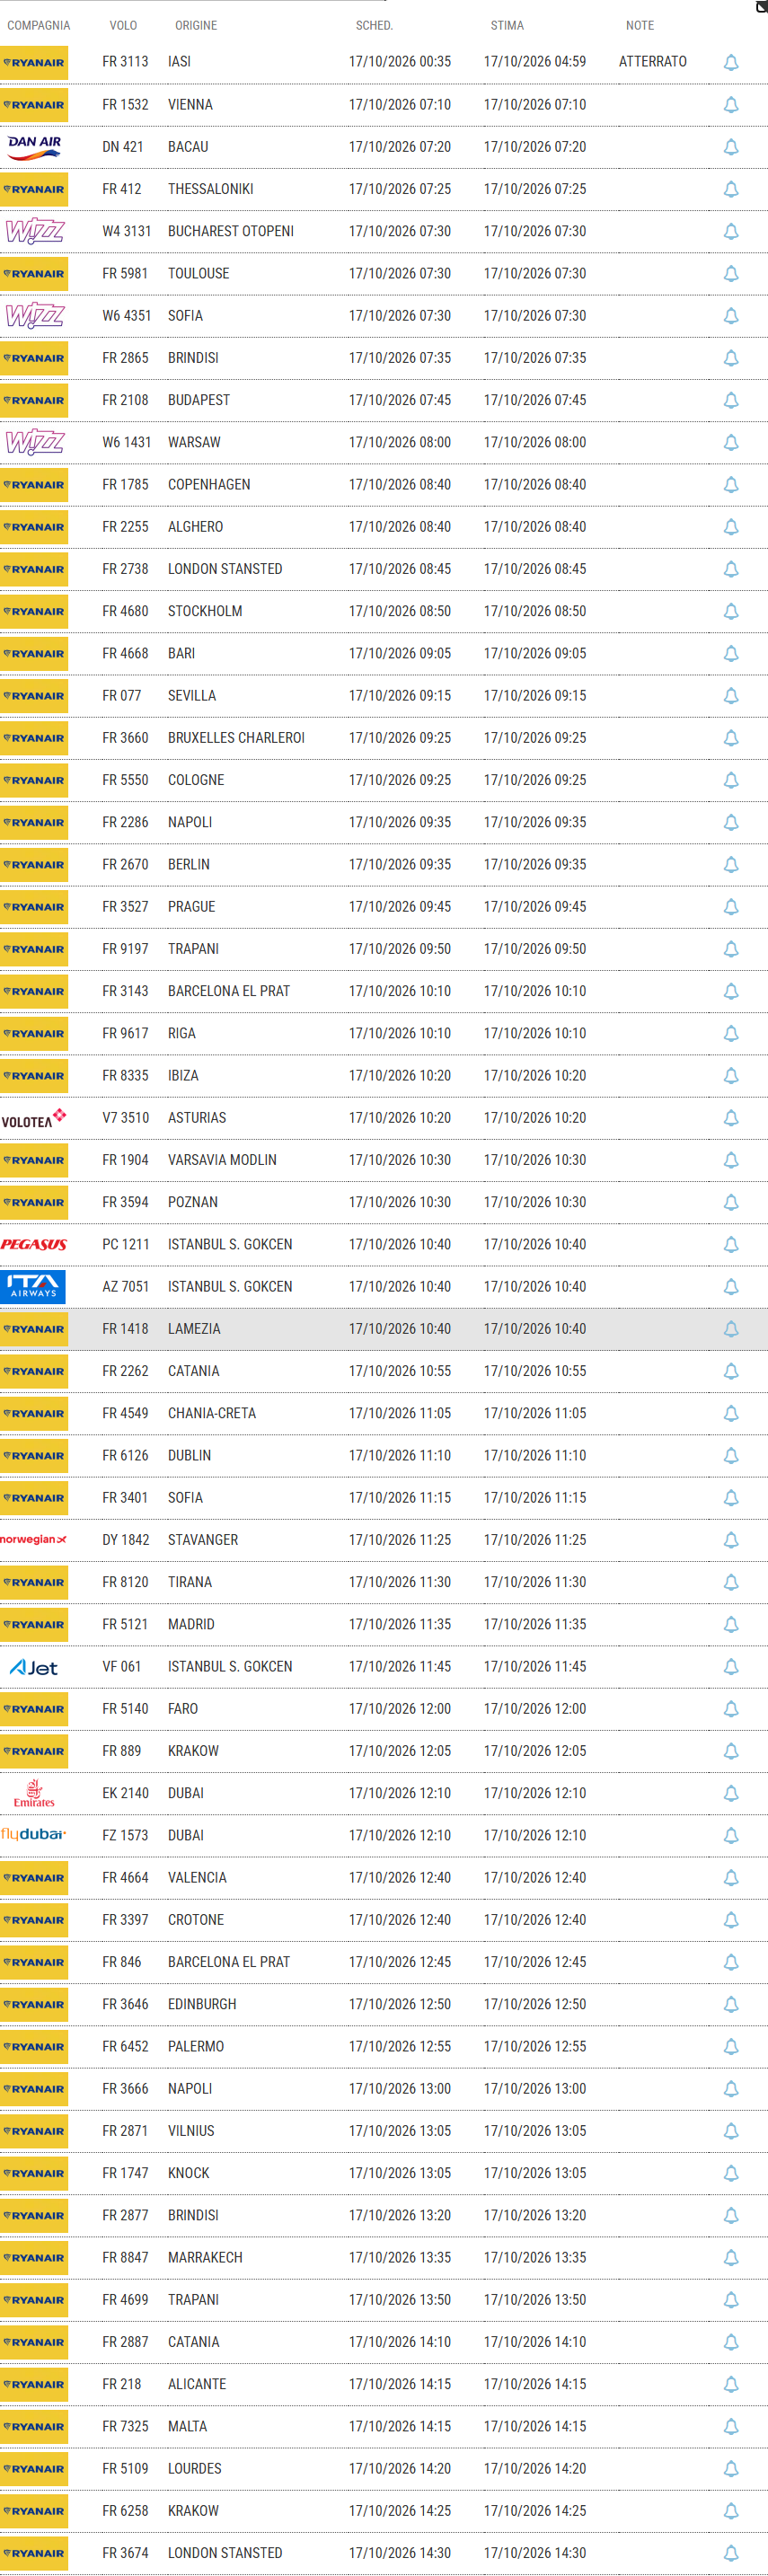 COMPAGNIA VOLO ORIGINE SCHED. STIMA NOTE
RYANAIR FR 3113 IASI 17/10/2026 00:35 17/10/2026 04:59 ATTERRATO
RYANAIR FR 1532 VIENNA 17/10/2026 07:10 17/10/2026 07:10
DAN AIR DN 421 BACAU 17/10/2026 07:20 17/10/2026 07:20
RYANAIR FR 412 THESSALONIKI 17/10/2026 07:25 17/10/2026 07:25
WIZZ W4 3131 BUCHAREST OTOPENI 17/10/2026 07:30 17/10/2026 07:30
RYANAIR FR 5981 TOULOUSE 17/10/2026 07:30 17/10/2026 07:30
WIZZ W6 4351 SOFIA 17/10/2026 07:30 17/10/2026 07:30
RYANAIR FR 2865 BRINDISI 17/10/2026 07:35 17/10/2026 07:35
RYANAIR FR 2108 BUDAPEST 17/10/2026 07:45 17/10/2026 07:45
WIZZ W6 1431 WARSAW 17/10/2026 08:00 17/10/2026 08:00
RYANAIR FR 1785 COPENHAGEN 17/10/2026 08:40 17/10/2026 08:40
RYANAIR FR 2255 ALGHERO 17/10/2026 08:40 17/10/2026 08:40
RYANAIR FR 2738 LONDON STANSTED 17/10/2026 08:45 17/10/2026 08:45
RYANAIR FR 4680 STOCKHOLM 17/10/2026 08:50 17/10/2026 08:50
RYANAIR FR 4668 BARI 17/10/2026 09:05 17/10/2026 09:05
RYANAIR FR 077 SEVILLA 17/10/2026 09:15 17/10/2026 09:15
RYANAIR FR 3660 BRUXELLES CHARLEROI 17/10/2026 09:25 17/10/2026 09:25
RYANAIR FR 5550 COLOGNE 17/10/2026 09:25 17/10/2026 09:25
RYANAIR FR 2286 NAPOLI 17/10/2026 09:35 17/10/2026 09:35
RYANAIR FR 2670 BERLIN 17/10/2026 09:35 17/10/2026 09:35
RYANAIR FR 3527 PRAGUE 17/10/2026 09:45 17/10/2026 09:45
RYANAIR FR 9197 TRAPANI 17/10/2026 09:50 17/10/2026 09:50
RYANAIR FR 3143 BARCELONA EL PRAT 17/10/2026 10:10 17/10/2026 10:10
RYANAIR FR 9617 RIGA 17/10/2026 10:10 17/10/2026 10:10
RYANAIR FR 8335 IBIZA 17/10/2026 10:20 17/10/2026 10:20
VOLOTEA V7 3510 ASTURIAS 17/10/2026 10:20 17/10/2026 10:20
RYANAIR FR 1904 VARSAVIA MODLIN 17/10/2026 10:30 17/10/2026 10:30
RYANAIR FR 3594 POZNAN 17/10/2026 10:30 17/10/2026 10:30
PEGASUS PC 1211 ISTANBUL S. GOKCEN 17/10/2026 10:40 17/10/2026 10:40
ITA AIRWAYS AZ 7051 ISTANBUL S. GOKCEN 17/10/2026 10:40 17/10/2026 10:40
RYANAIR FR 1418 LAMEZIA 17/10/2026 10:40 17/10/2026 10:40
RYANAIR FR 2262 CATANIA 17/10/2026 10:55 17/10/2026 10:55
RYANAIR FR 4549 CHANIA-CRETA 17/10/2026 11:05 17/10/2026 11:05
RYANAIR FR 6126 DUBLIN 17/10/2026 11:10 17/10/2026 11:10
RYANAIR FR 3401 SOFIA 17/10/2026 11:15 17/10/2026 11:15
norwegian DY 1842 STAVANGER 17/10/2026 11:25 17/10/2026 11:25
RYANAIR FR 8120 TIRANA 17/10/2026 11:30 17/10/2026 11:30
RYANAIR FR 5121 MADRID 17/10/2026 11:35 17/10/2026 11:35
AJet VF 061 ISTANBUL S. GOKCEN 17/10/2026 11:45 17/10/2026 11:45
RYANAIR FR 5140 FARO 17/10/2026 12:00 17/10/2026 12:00
RYANAIR FR 889 KRAKOW 17/10/2026 12:05 17/10/2026 12:05
Emirates EK 2140 DUBAI 17/10/2026 12:10 17/10/2026 12:10
flydubai FZ 1573 DUBAI 17/10/2026 12:10 17/10/2026 12:10
RYANAIR FR 4664 VALENCIA 17/10/2026 12:40 17/10/2026 12:40
RYANAIR FR 3397 CROTONE 17/10/2026 12:40 17/10/2026 12:40
RYANAIR FR 846 BARCELONA EL PRAT 17/10/2026 12:45 17/10/2026 12:45
RYANAIR FR 3646 EDINBURGH 17/10/2026 12:50 17/10/2026 12:50
RYANAIR FR 6452 PALERMO 17/10/2026 12:55 17/10/2026 12:55
RYANAIR FR 3666 NAPOLI 17/10/2026 13:00 17/10/2026 13:00
RYANAIR FR 2871 VILNIUS 17/10/2026 13:05 17/10/2026 13:05
RYANAIR FR 1747 KNOCK 17/10/2026 13:05 17/10/2026 13:05
RYANAIR FR 2877 BRINDISI 17/10/2026 13:20 17/10/2026 13:20
RYANAIR FR 8847 MARRAKECH 17/10/2026 13:35 17/10/2026 13:35
RYANAIR FR 4699 TRAPANI 17/10/2026 13:50 17/10/2026 13:50
RYANAIR FR 2887 CATANIA 17/10/2026 14:10 17/10/2026 14:10
RYANAIR FR 218 ALICANTE 17/10/2026 14:15 17/10/2026 14:15
RYANAIR FR 7325 MALTA 17/10/2026 14:15 17/10/2026 14:15
RYANAIR FR 5109 LOURDES 17/10/2026 14:20 17/10/2026 14:20
RYANAIR FR 6258 KRAKOW 17/10/2026 14:25 17/10/2026 14:25
RYANAIR FR 3674 LONDON STANSTED 17/10/2026 14:30 17/10/2026 14:30